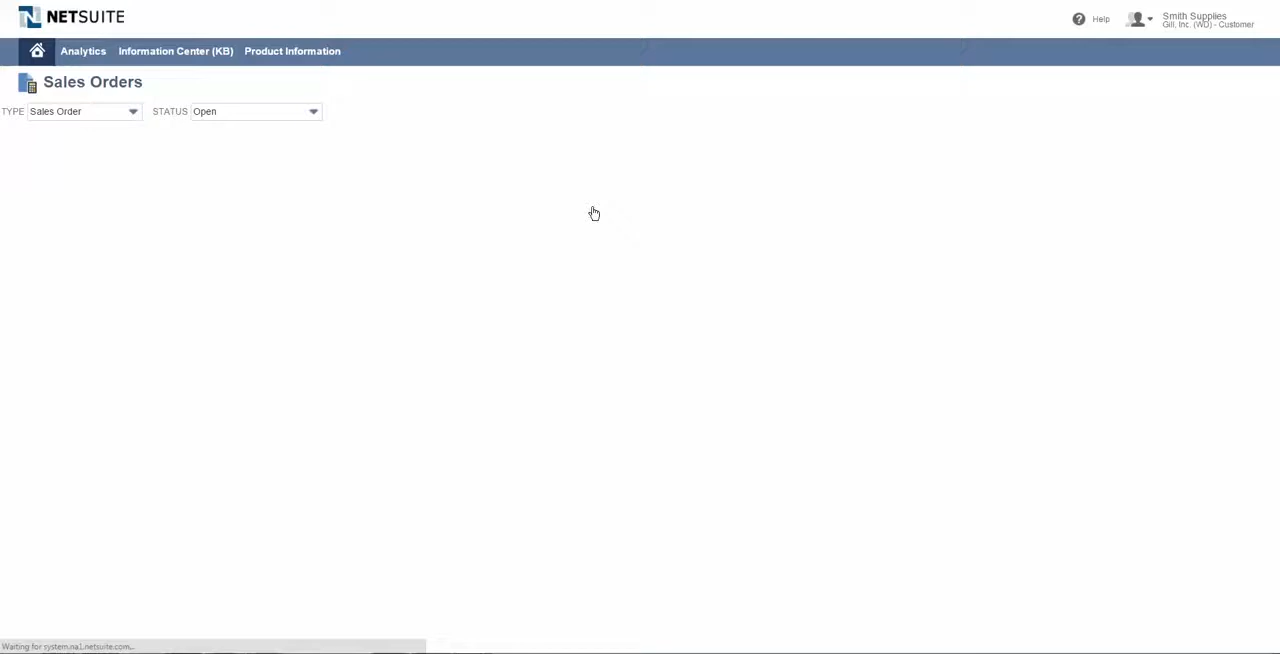 NETSUITE
Help
Smith Supplies
Gill, Inc. (WD) - Customer
Analytics Information Center (KB) Product Information
Sales Orders
TYPE Sales Order STATUS Open
Waiting for system.na1.netsuite.com...